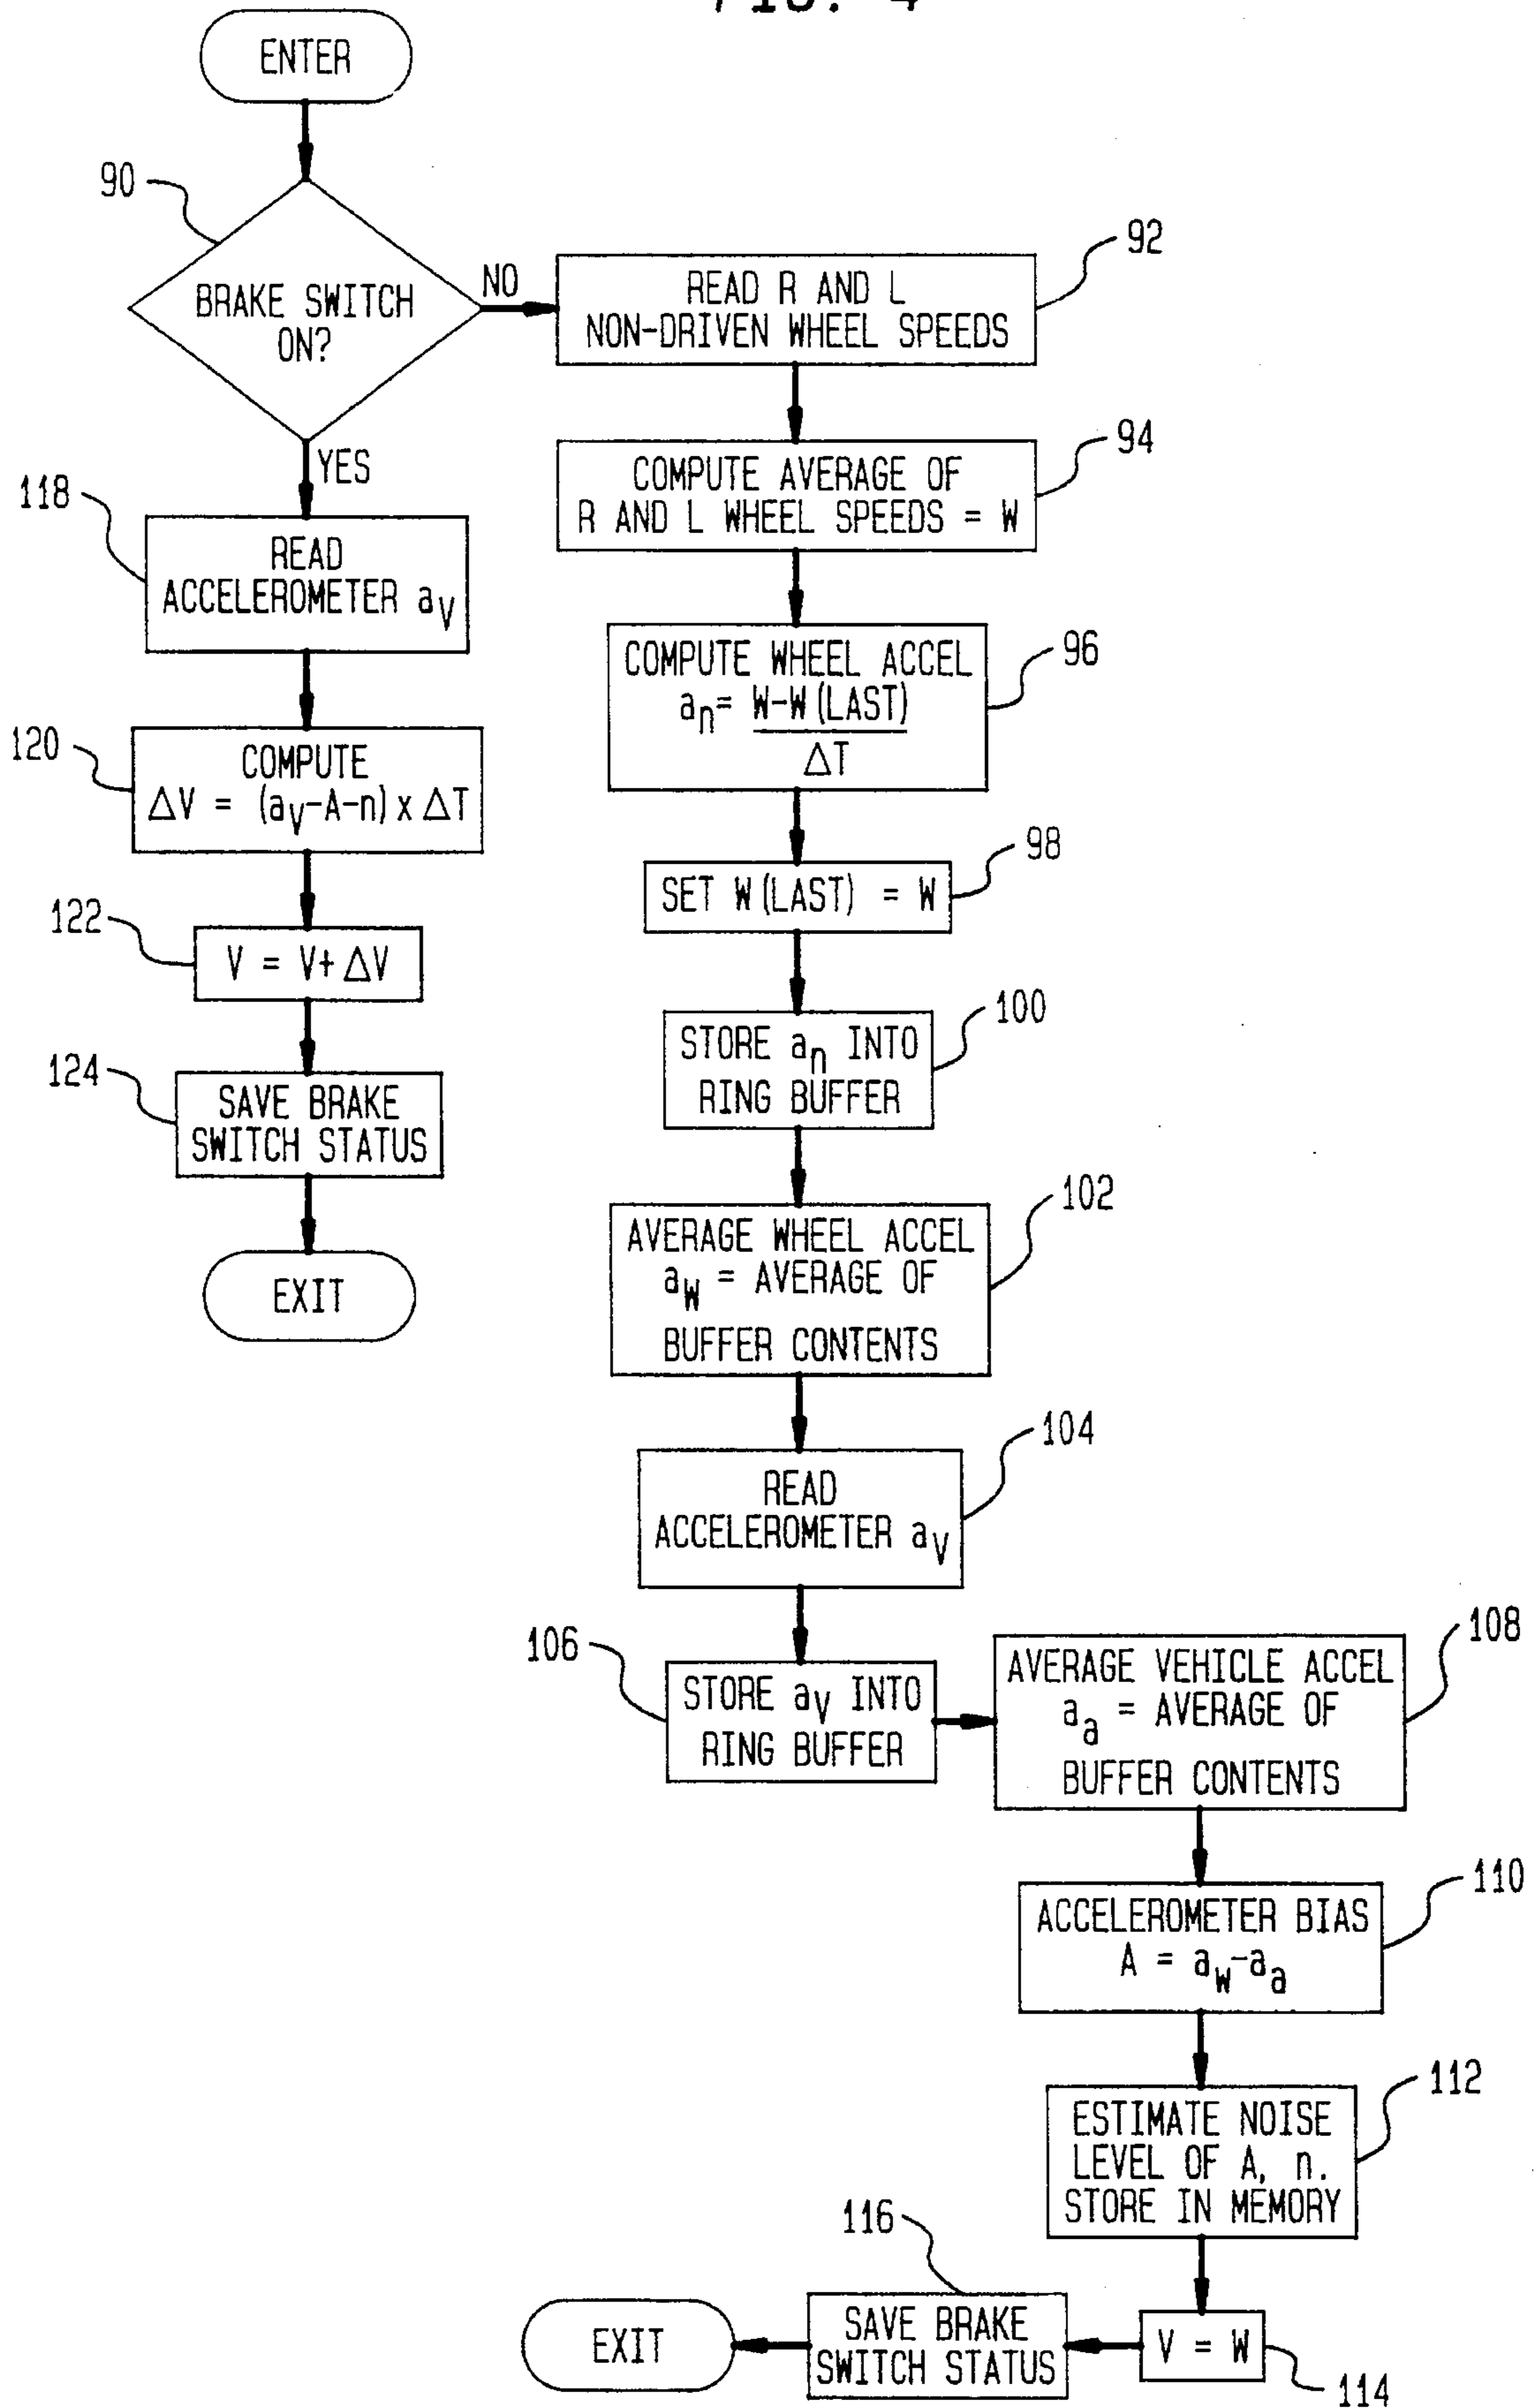 FIG. 4
ENTER
90
BRAKE SWITCH
ON?
NO
YES
92
READ R AND L
NON-DRIVEN WHEEL SPEEDS
94
COMPUTE AVERAGE OF
R AND L WHEEL SPEEDS = W
96
COMPUTE WHEEL ACCEL
an = W-W(LAST)
ΔT
98
SET W(LAST) = W
100
STORE an INTO
RING BUFFER
102
AVERAGE WHEEL ACCEL
aW = AVERAGE OF
BUFFER CONTENTS
104
READ
ACCELEROMETER aV
106
STORE aV INTO
RING BUFFER
108
AVERAGE VEHICLE ACCEL
aa = AVERAGE OF
BUFFER CONTENTS
110
ACCELEROMETER BIAS
A = aW-aa
112
ESTIMATE NOISE
LEVEL OF A, n.
STORE IN MEMORY
V = W
114
116
SAVE BRAKE
SWITCH STATUS
EXIT
118
READ
ACCELEROMETER aV
120
COMPUTE
ΔV = (aV-A-n) x ΔT
122
V = V+ ΔV
124
SAVE BRAKE
SWITCH STATUS
EXIT